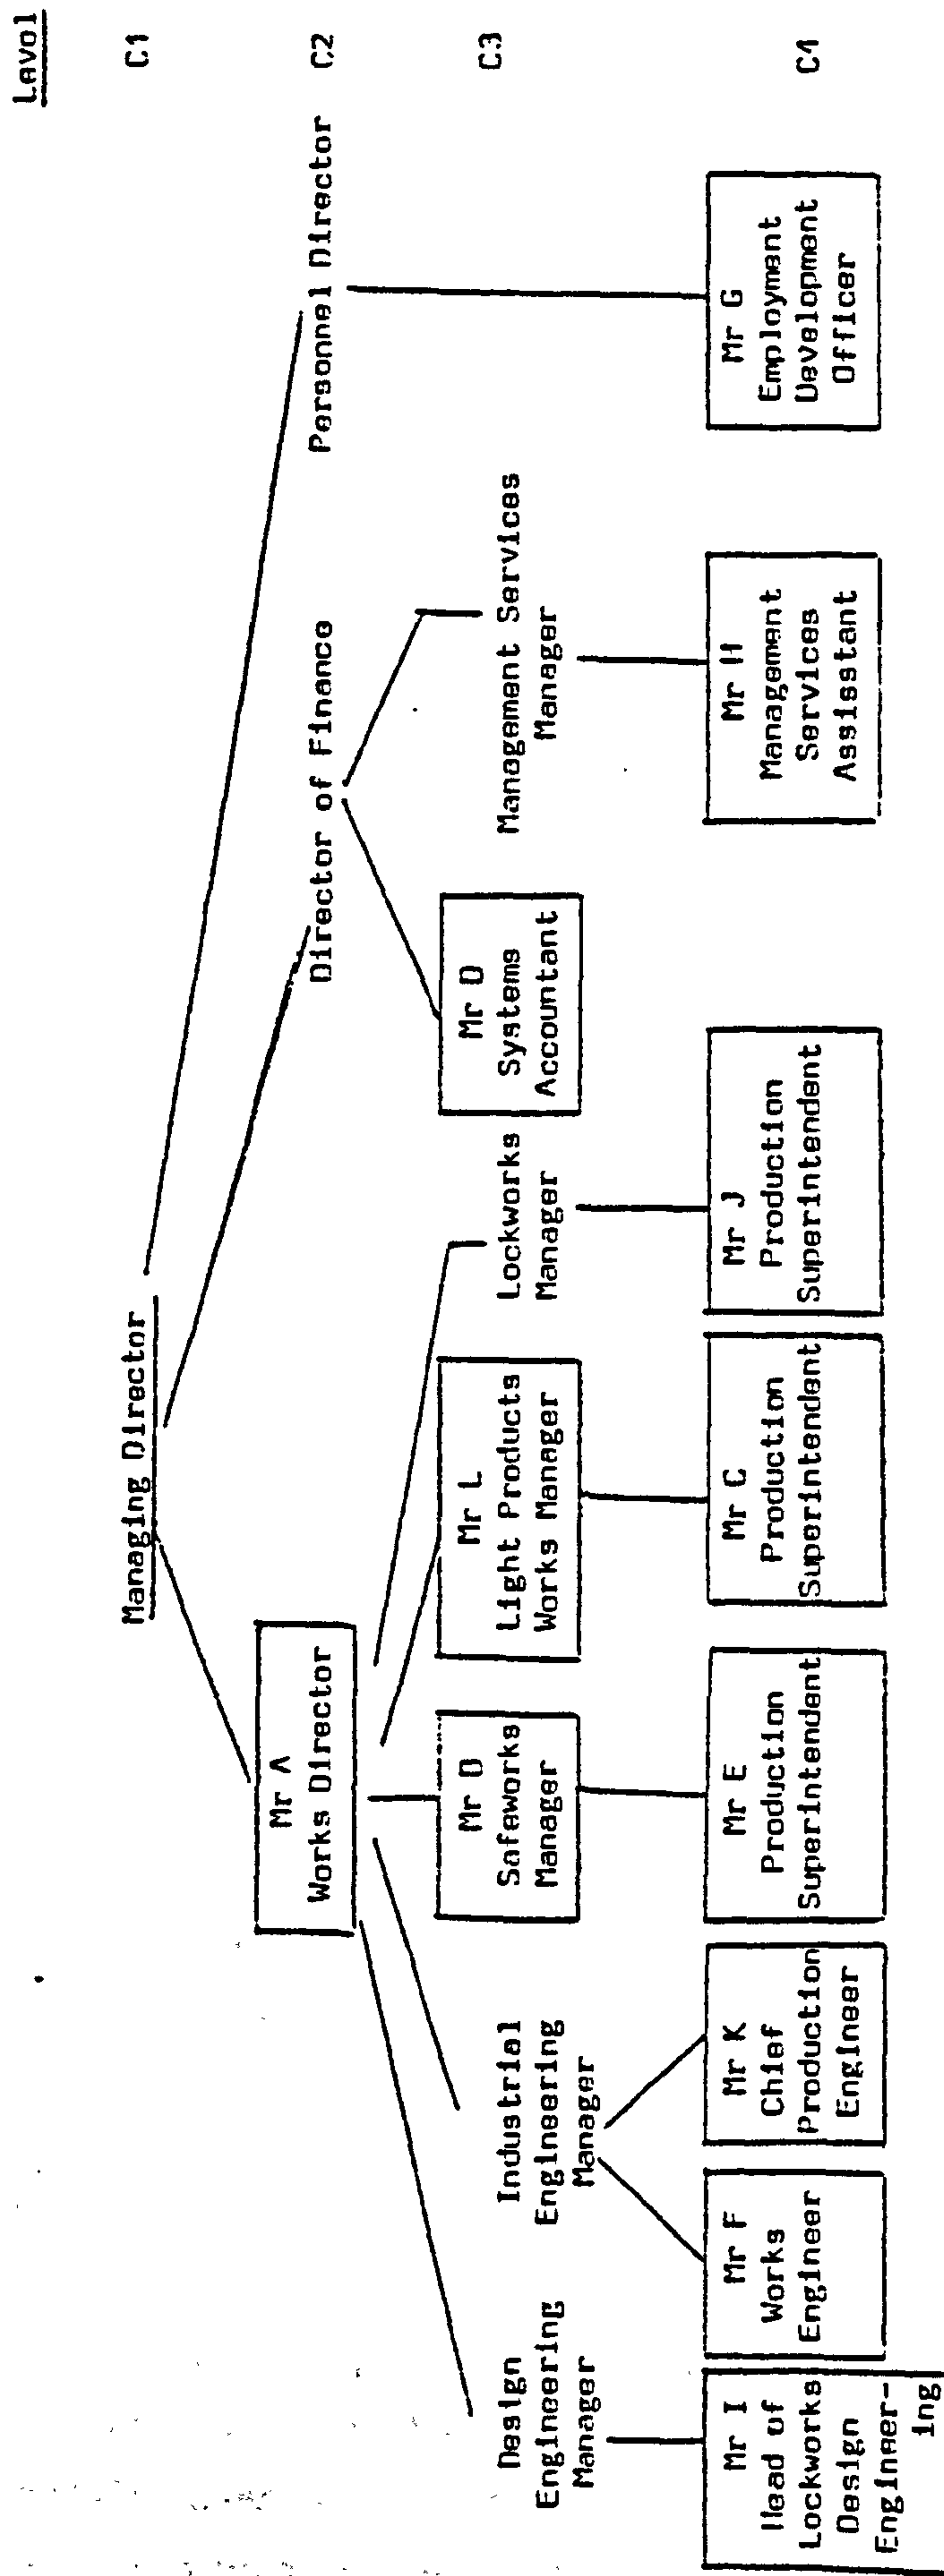 Level
Managing Director
C1
Mr A
Works Director
Director of Finance
Personnel Director
C2
Design
Engineering
Manager
Industrial
Engineering
Manager
Mr D
Safeworks
Manager
Mr L
Light Products
Works Manager
Lockworks
Manager
Mr D
Systems
Accountant
Management Services
Manager
C3
Mr I
Head of
Lockworks
Design
Engineer-
ing
Mr F
Works
Engineer
Mr K
Chief
Production
Engineer
Mr E
Production
Superintendent
Mr C
Production
Superintendent
Mr J
Production
Superintendent
Mr H
Management
Services
Assisstant
Mr G
Employment
Development
Officer
C4